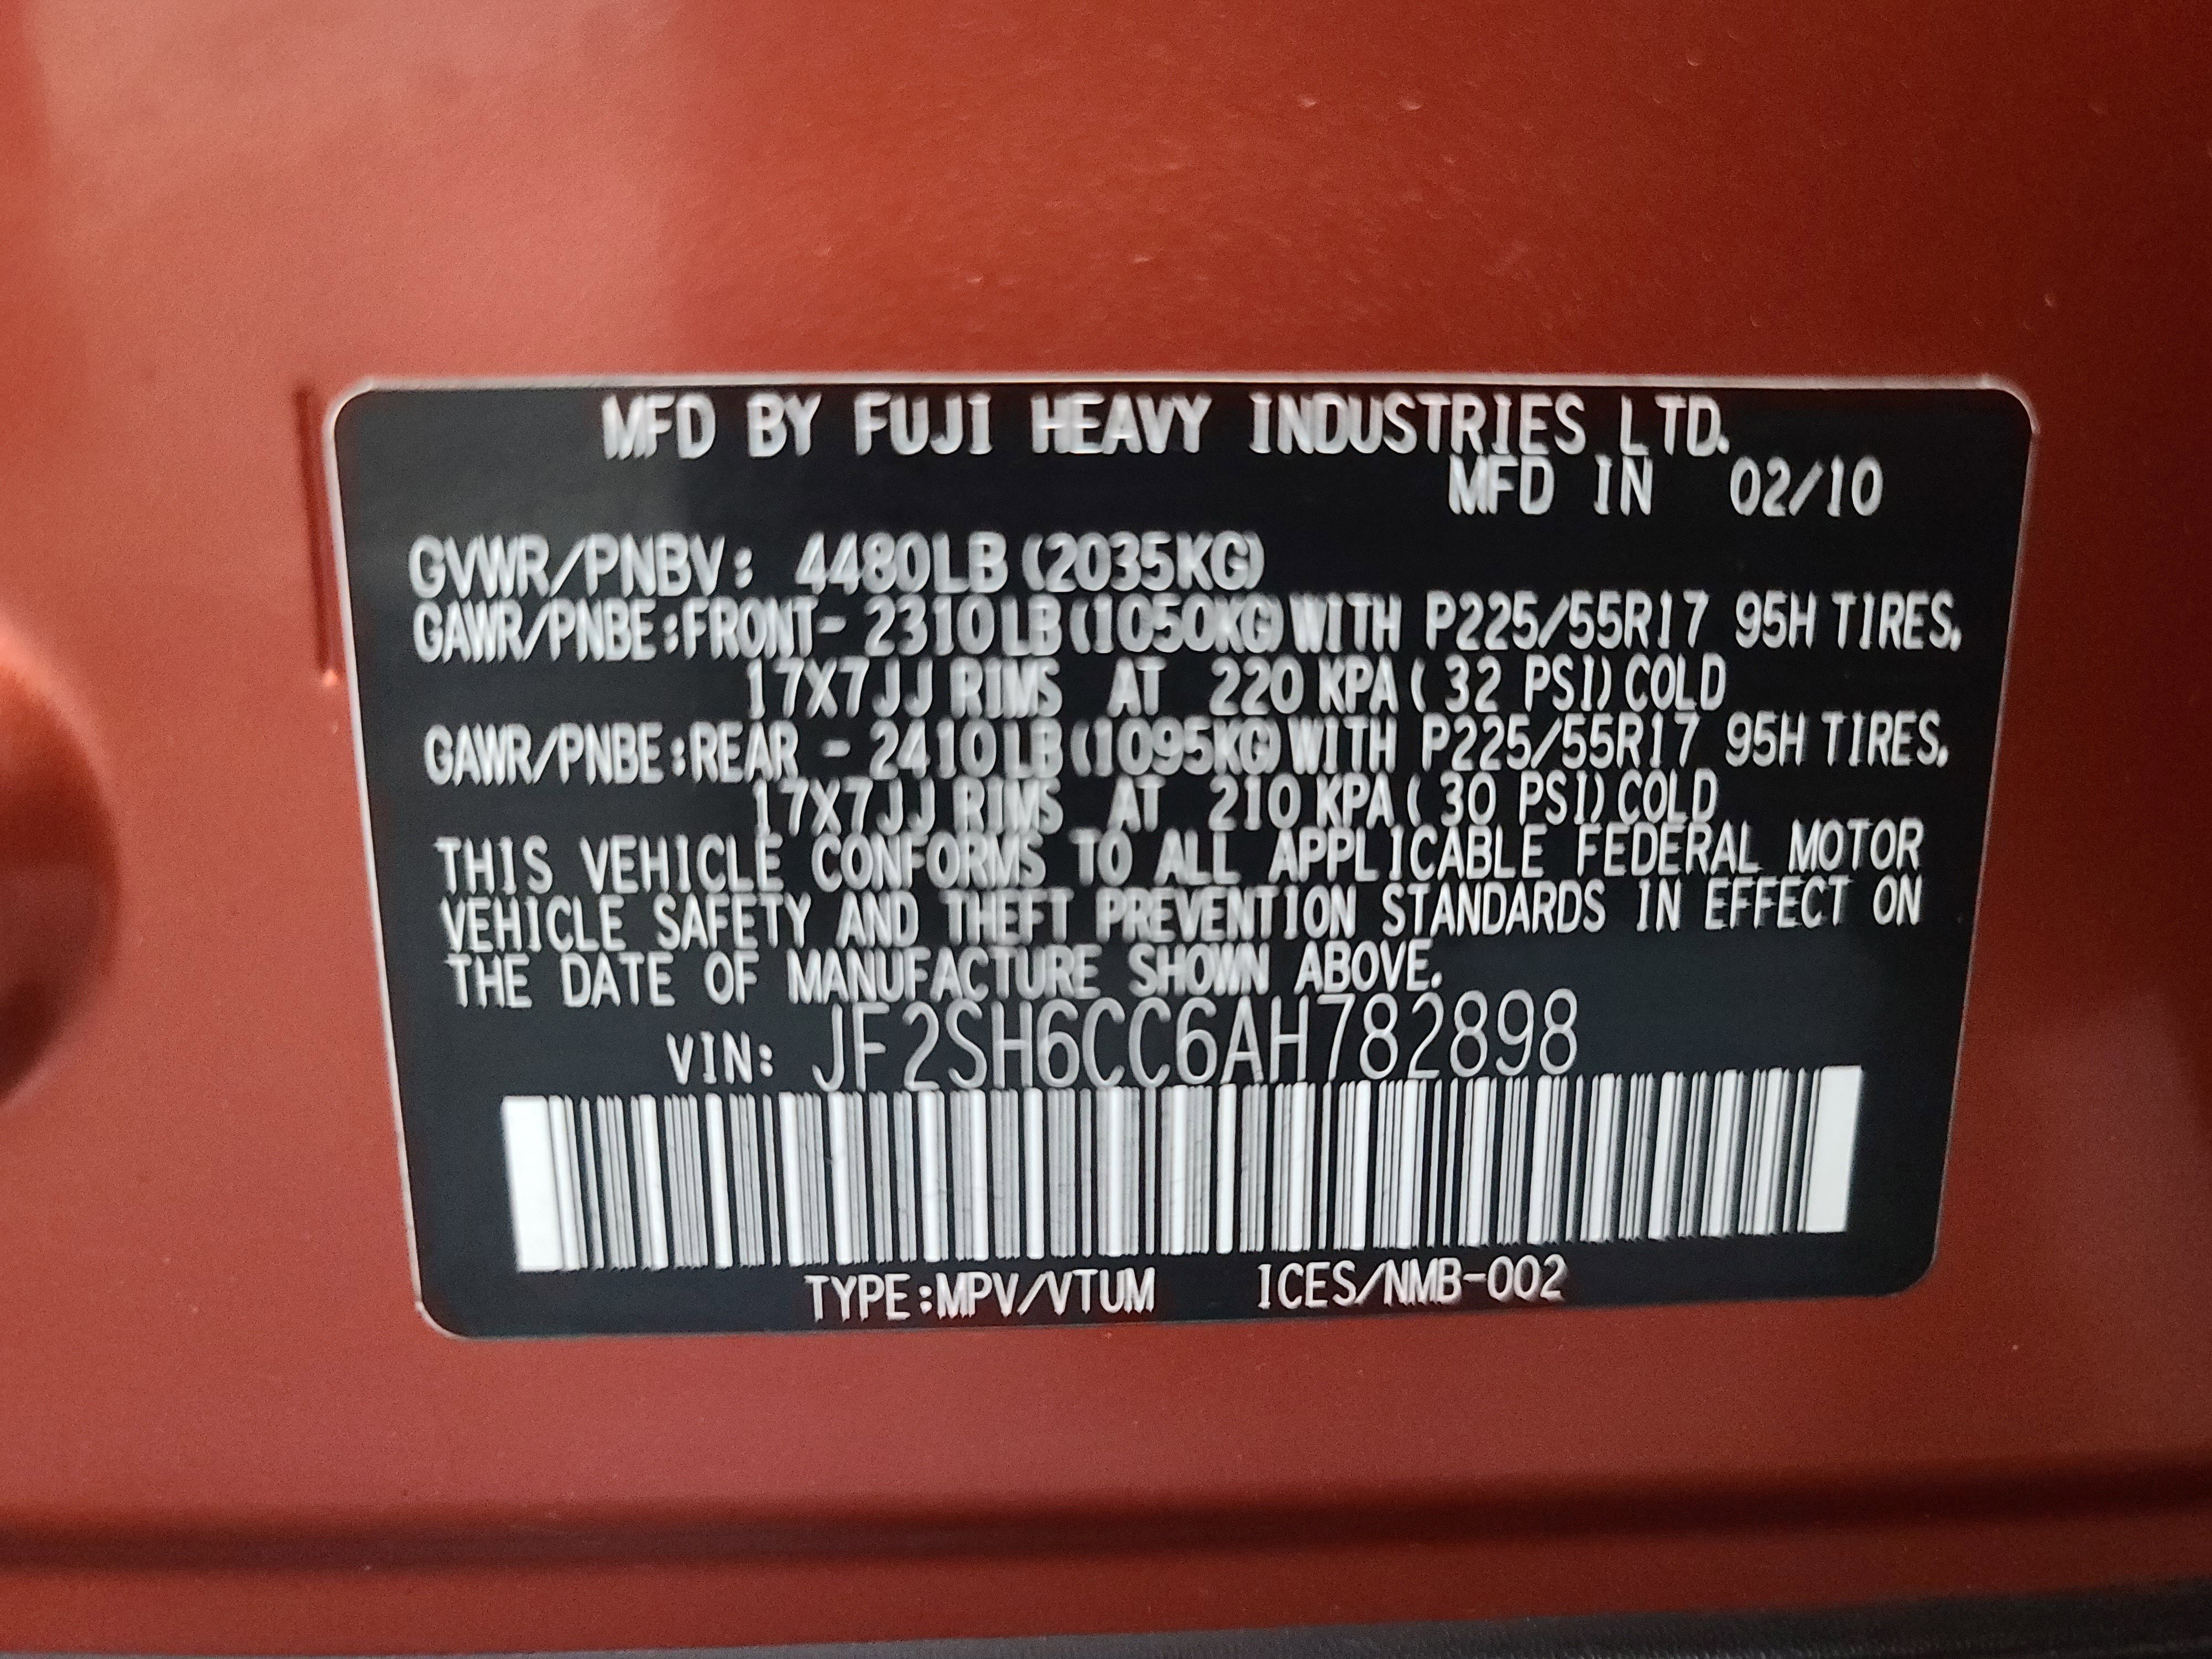 MFD BY FUJI HEAVY INDUSTRIES LTD.
MFD IN 02/10
GVWR/PNBV: 4480LB (2035KG)
GAWR/PNBE:FRONT- 2310LB(1050KG)WITH P225/55R17 95H TIRES,
17X7JJ RIMS AT 220 KPA( 32 PSI)COLD
GAWR/PNBE:REAR - 2410LB(1095KG)WITH P225/55R17 95H TIRES,
17X7JJ RIMS AT 210 KPA( 30 PSI)COLD
THIS VEHICLE CONFORMS TO ALL APPLICABLE FEDERAL MOTOR
VEHICLE SAFETY AND THEFT PREVENTION STANDARDS IN EFFECT ON
THE DATE OF MANUFACTURE SHOWN ABOVE.
VIN: JF2SH6CC6AH782898
TYPE:MPV/VTUM ICES/NMB-002